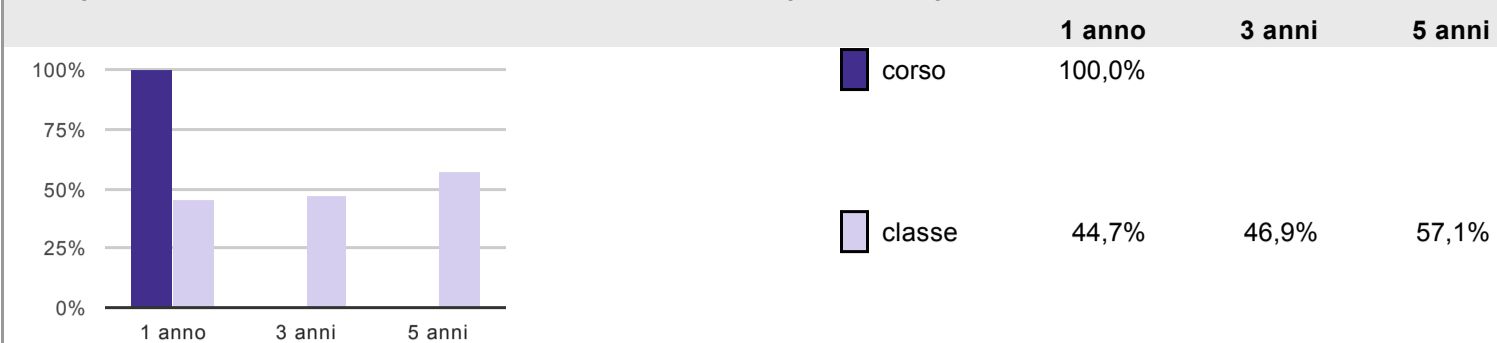 1 anno 3 anni 5 anni
100%
75%
50%
25%
0%
1 anno 3 anni 5 anni
corso 100,0%
classe 44,7% 46,9% 57,1%